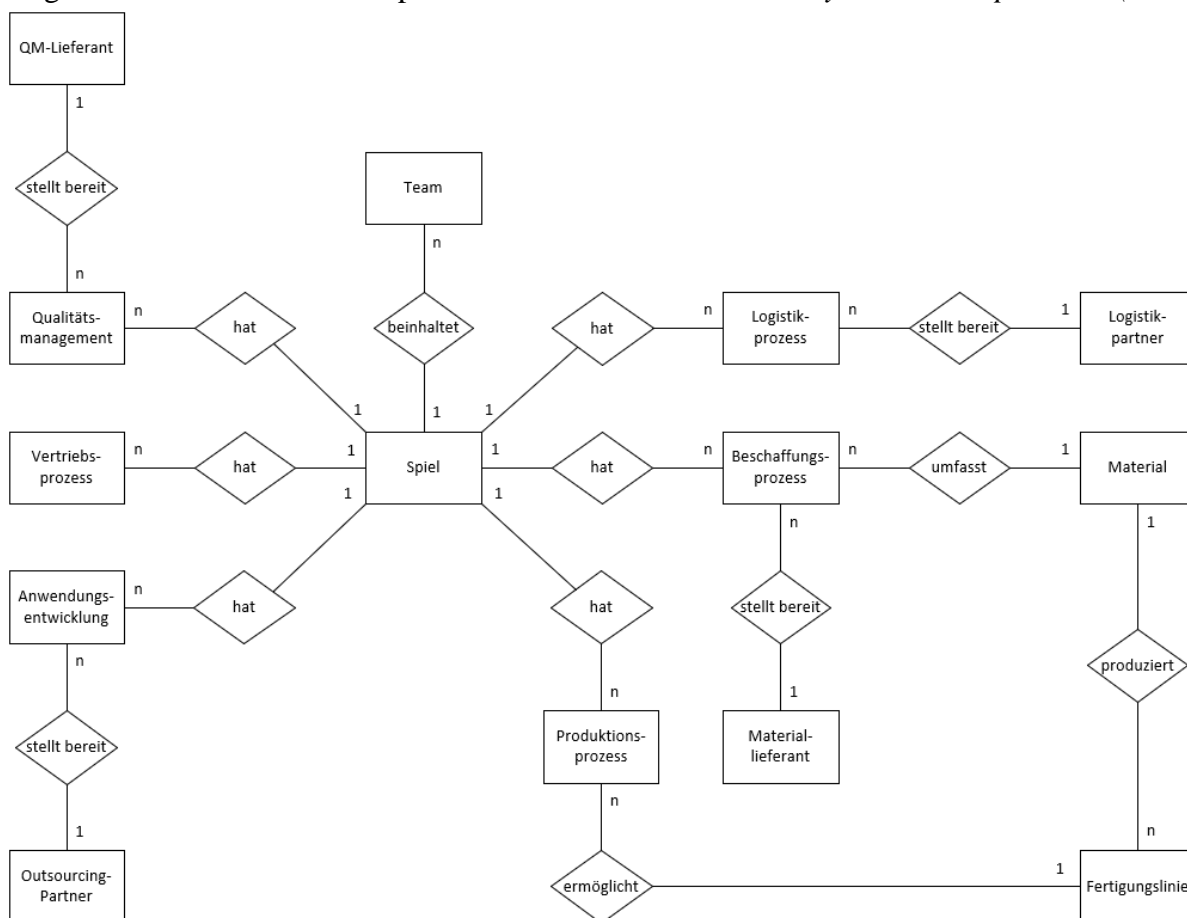 QM-Lieferant
1
stellt bereit
n
Team
n
Qualitäts-
management
n
hat
beinhaltet
hat
n
Logistik-
prozess
n
stellt bereit
1
Logistik-
partner
1
1
1
Vertriebs-
prozess
n
hat
1
Spiel
1
hat
n
Beschaffungs-
prozess
n
umfasst
1
Material
1
1
n
1
Anwendungs-
entwicklung
n
hat
hat
stellt bereit
n
produziert
n
1
stellt bereit
Produktions-
prozess
Material-
lieferant
n
1
n
Outsourcing-
Partner
ermöglicht
1
Fertigungslinie